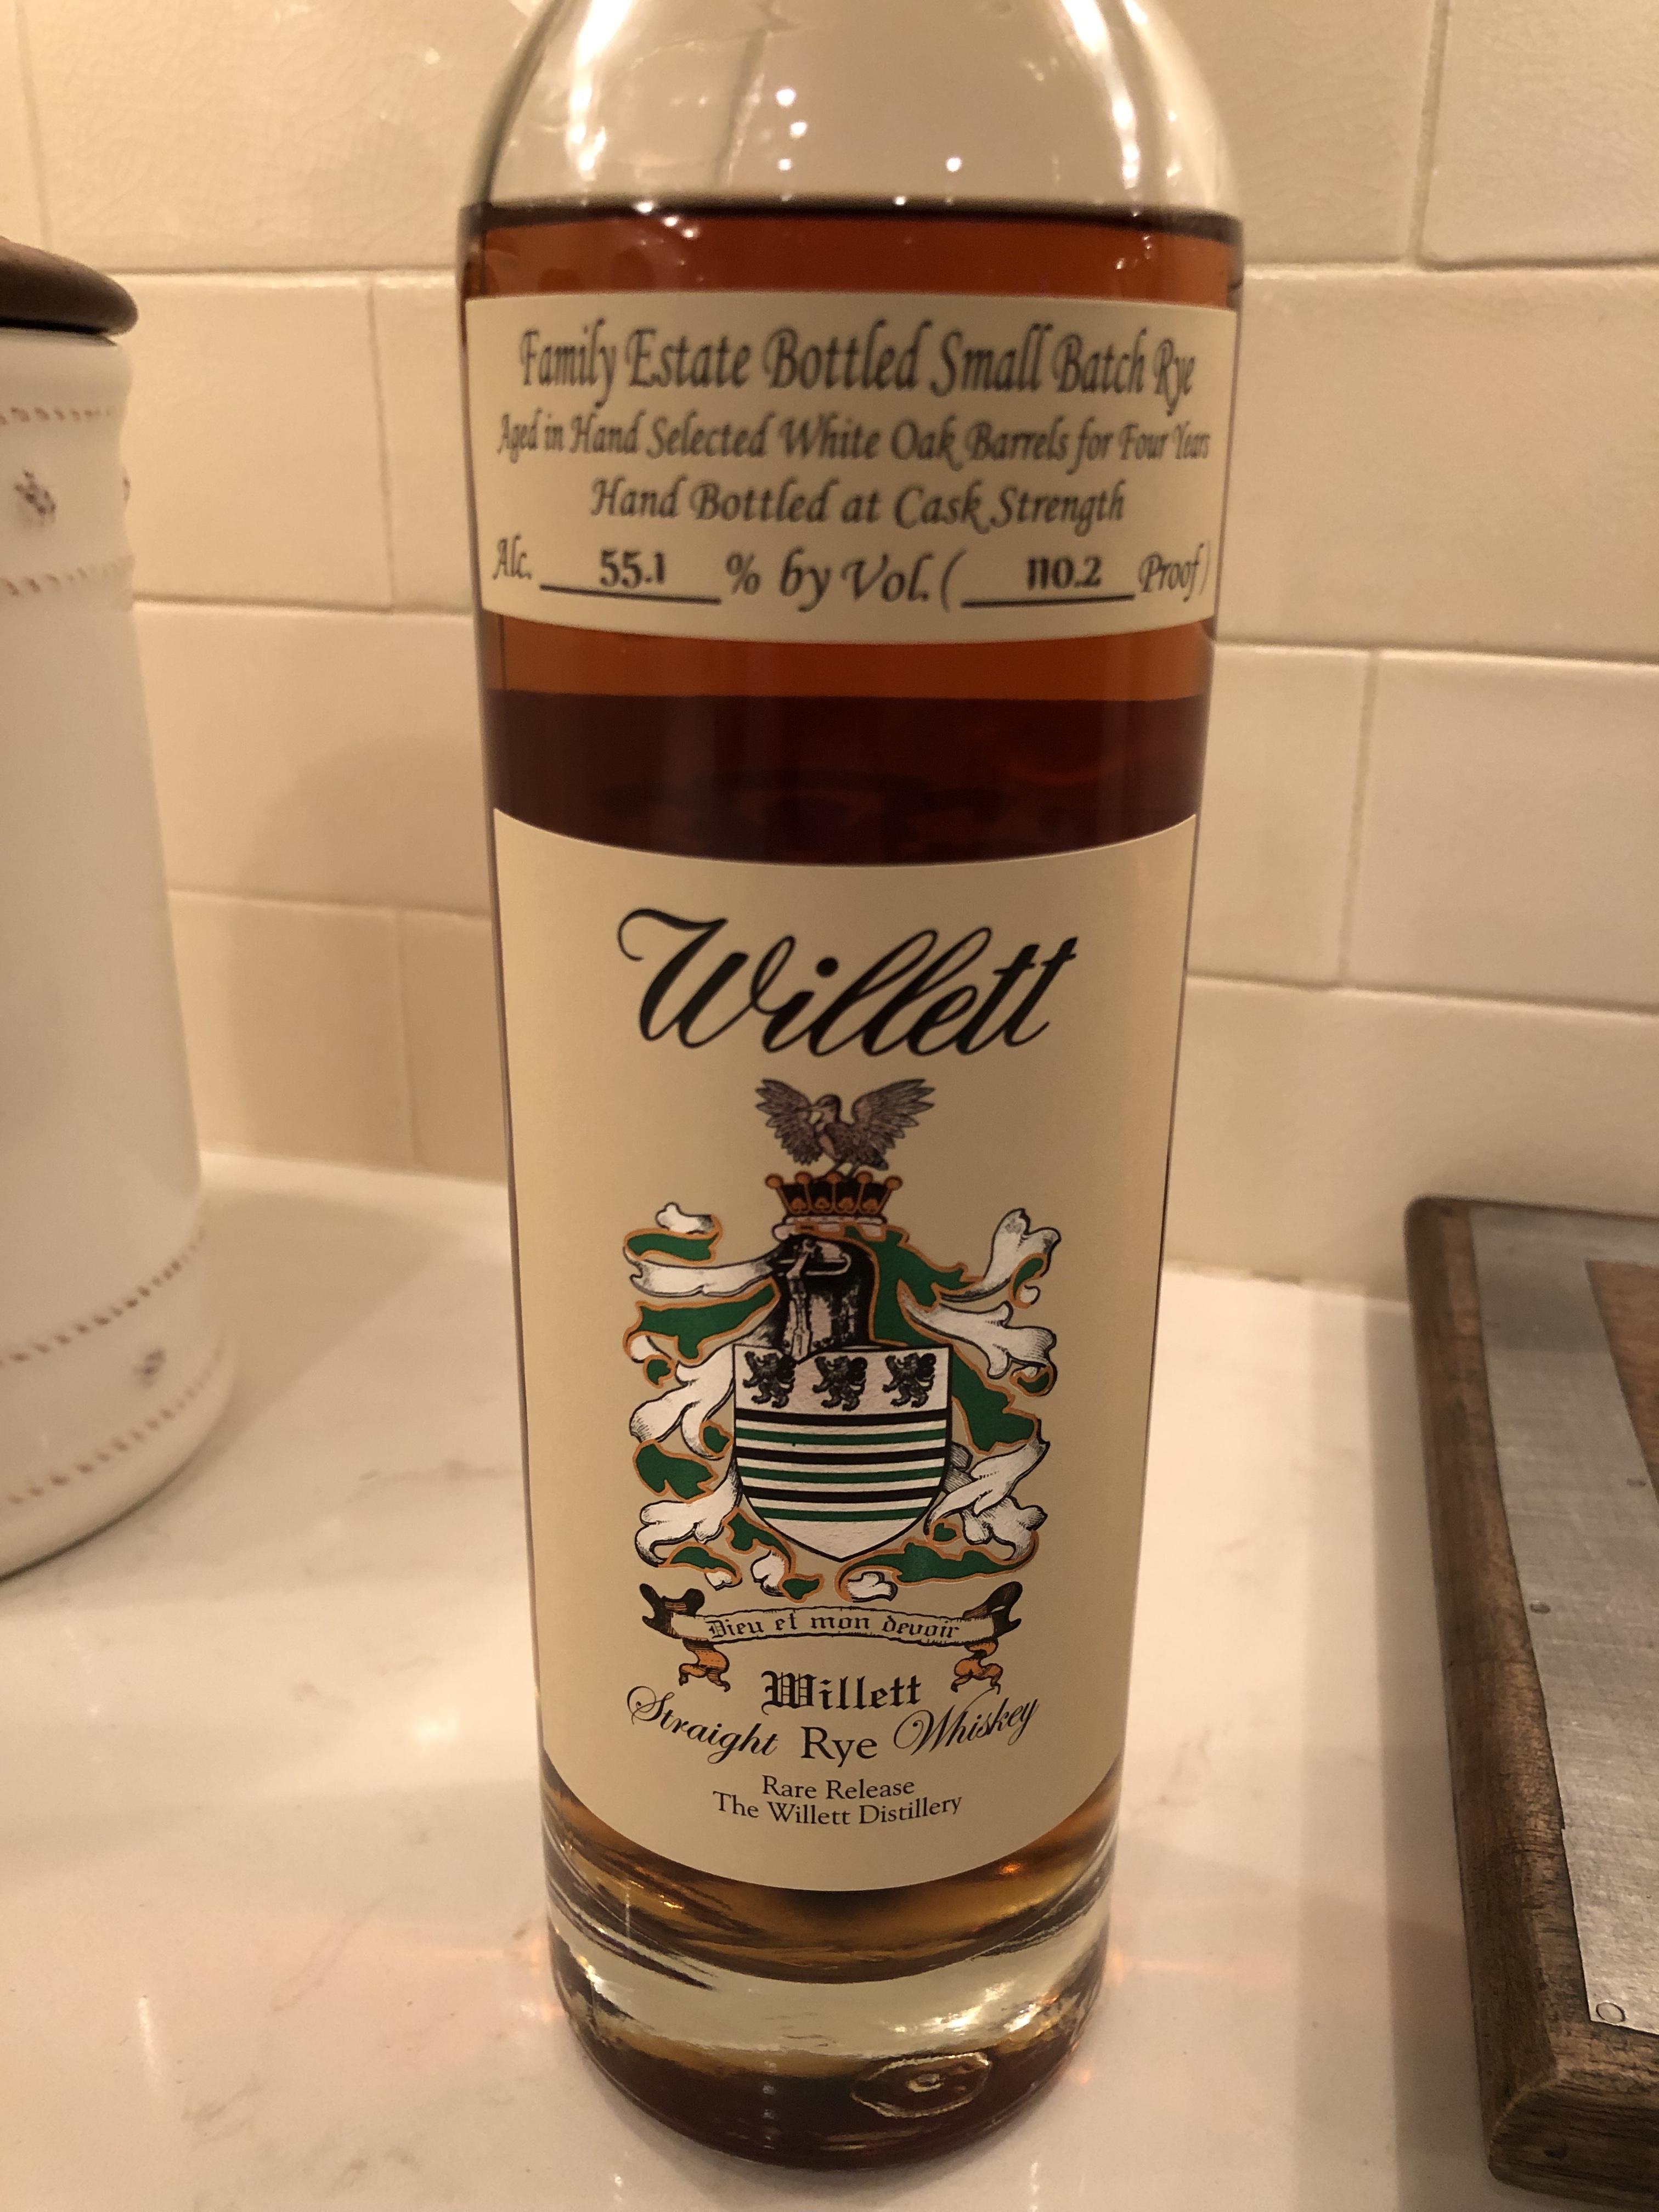 Family Estate Bottled Small Batch Rye
Aged in Hand Selected White Oak Barrels for Four Years
Hand Bottled at Cask Strength
Alc. 55.1 % by Vol. ( 110.2 Proof )
Willett
Dieu et mon devoir
Willett
Straight Rye Whiskey
Rare Release
The Willett Distillery